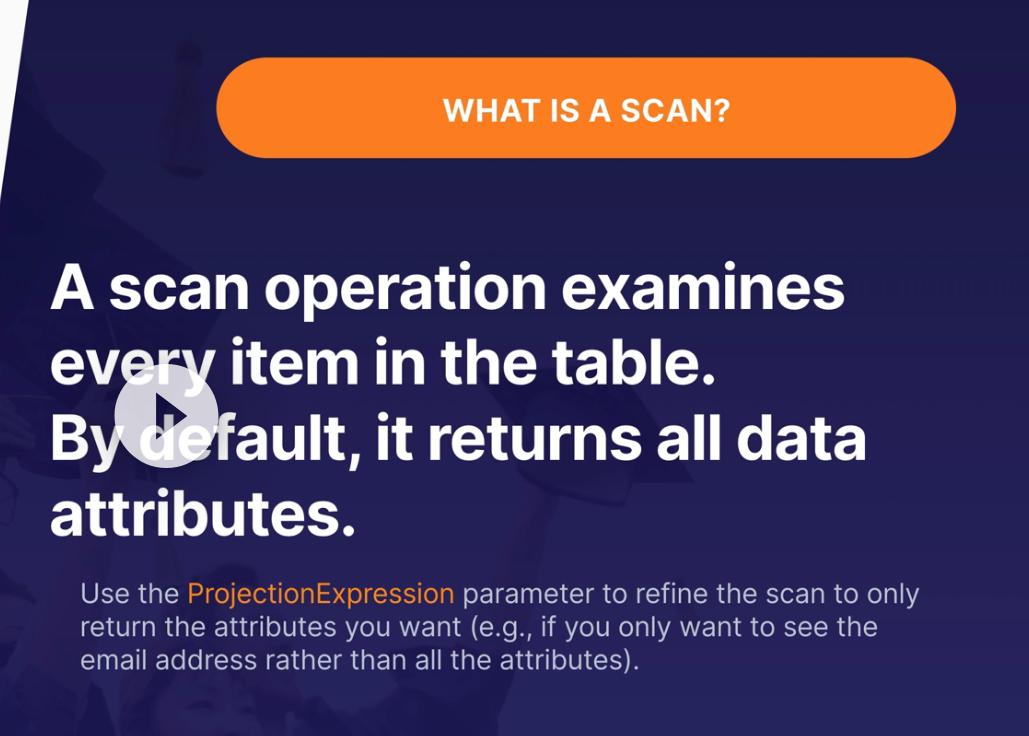 WHAT IS A SCAN?
A scan operation examines
every item in the table.
By default, it returns all data
attributes.
Use the ProjectionExpression parameter to refine the scan to only
return the attributes you want (e.g., if you only want to see the
email address rather than all the attributes).